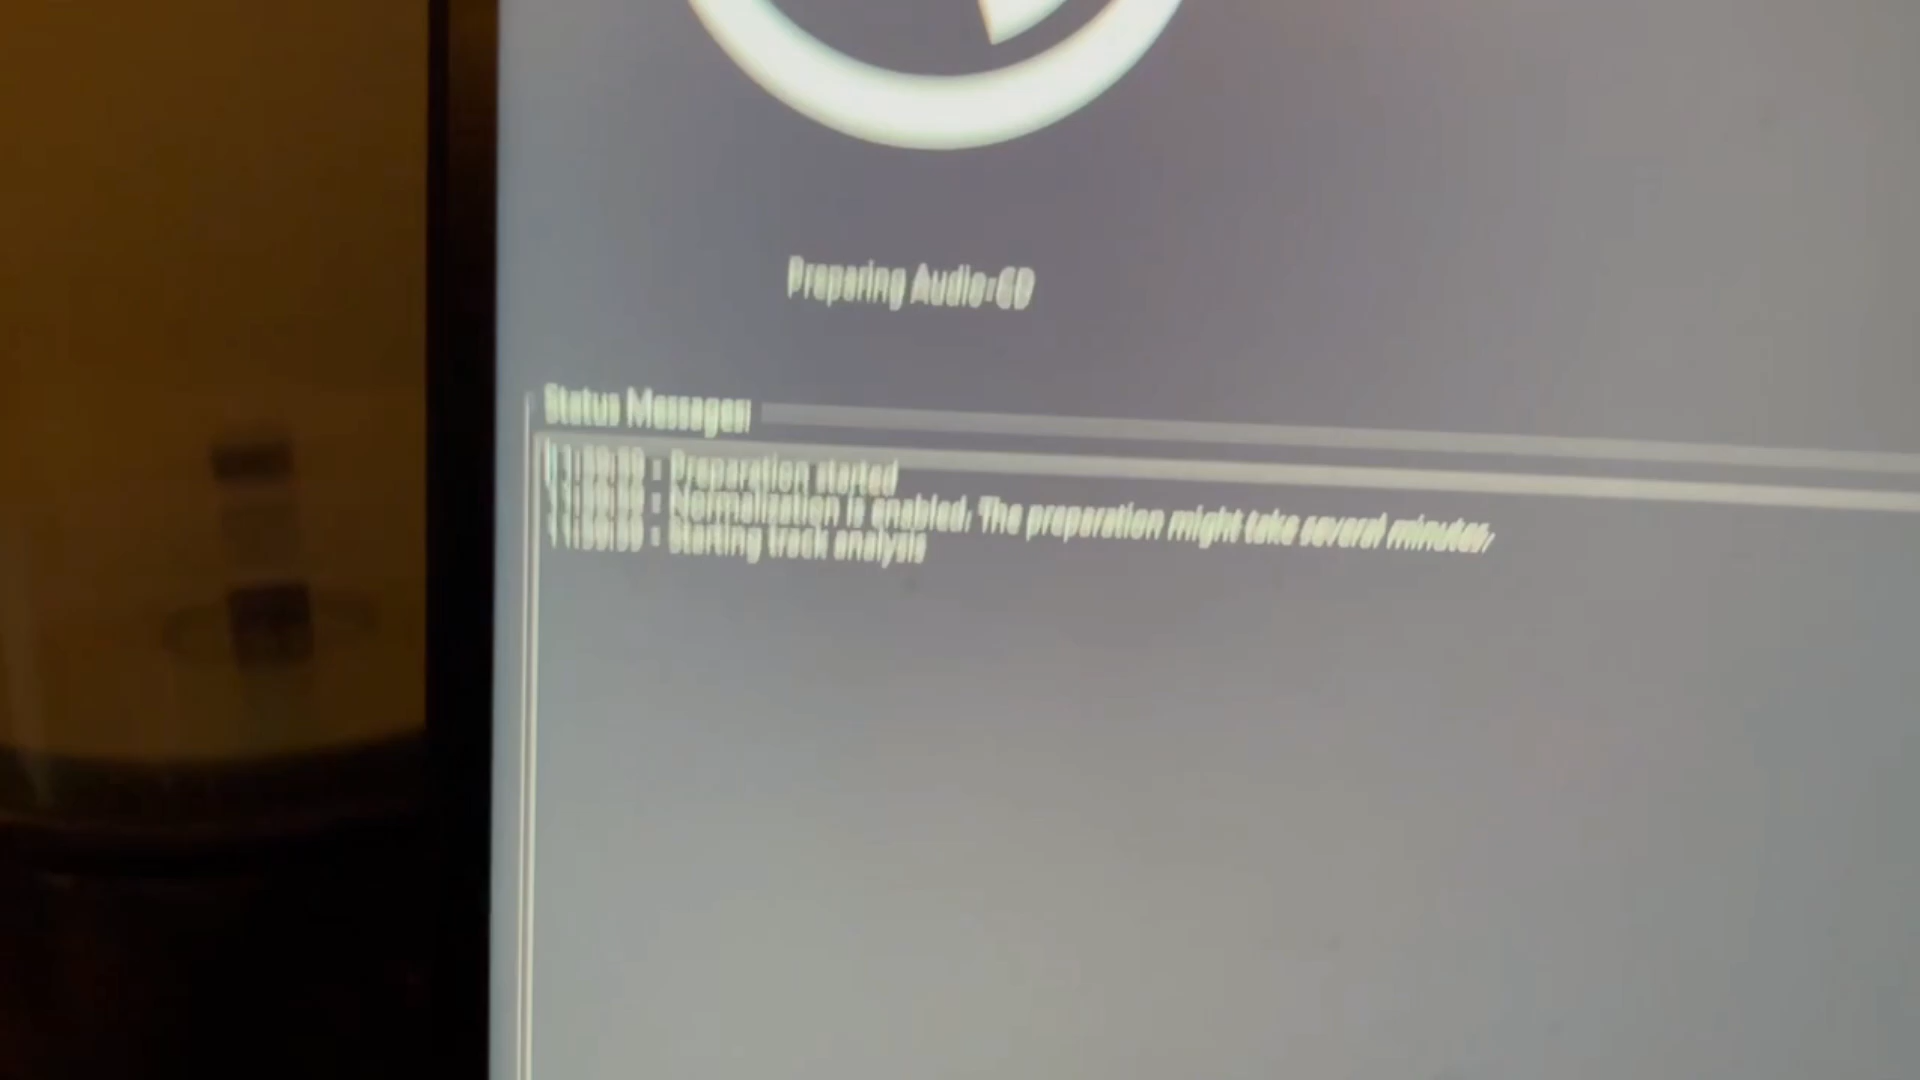 Preparing Audio-CD
Status Messages:
: Preparation started
: Normalization is enabled. The preparation might take several minutes.
: Starting track analysis